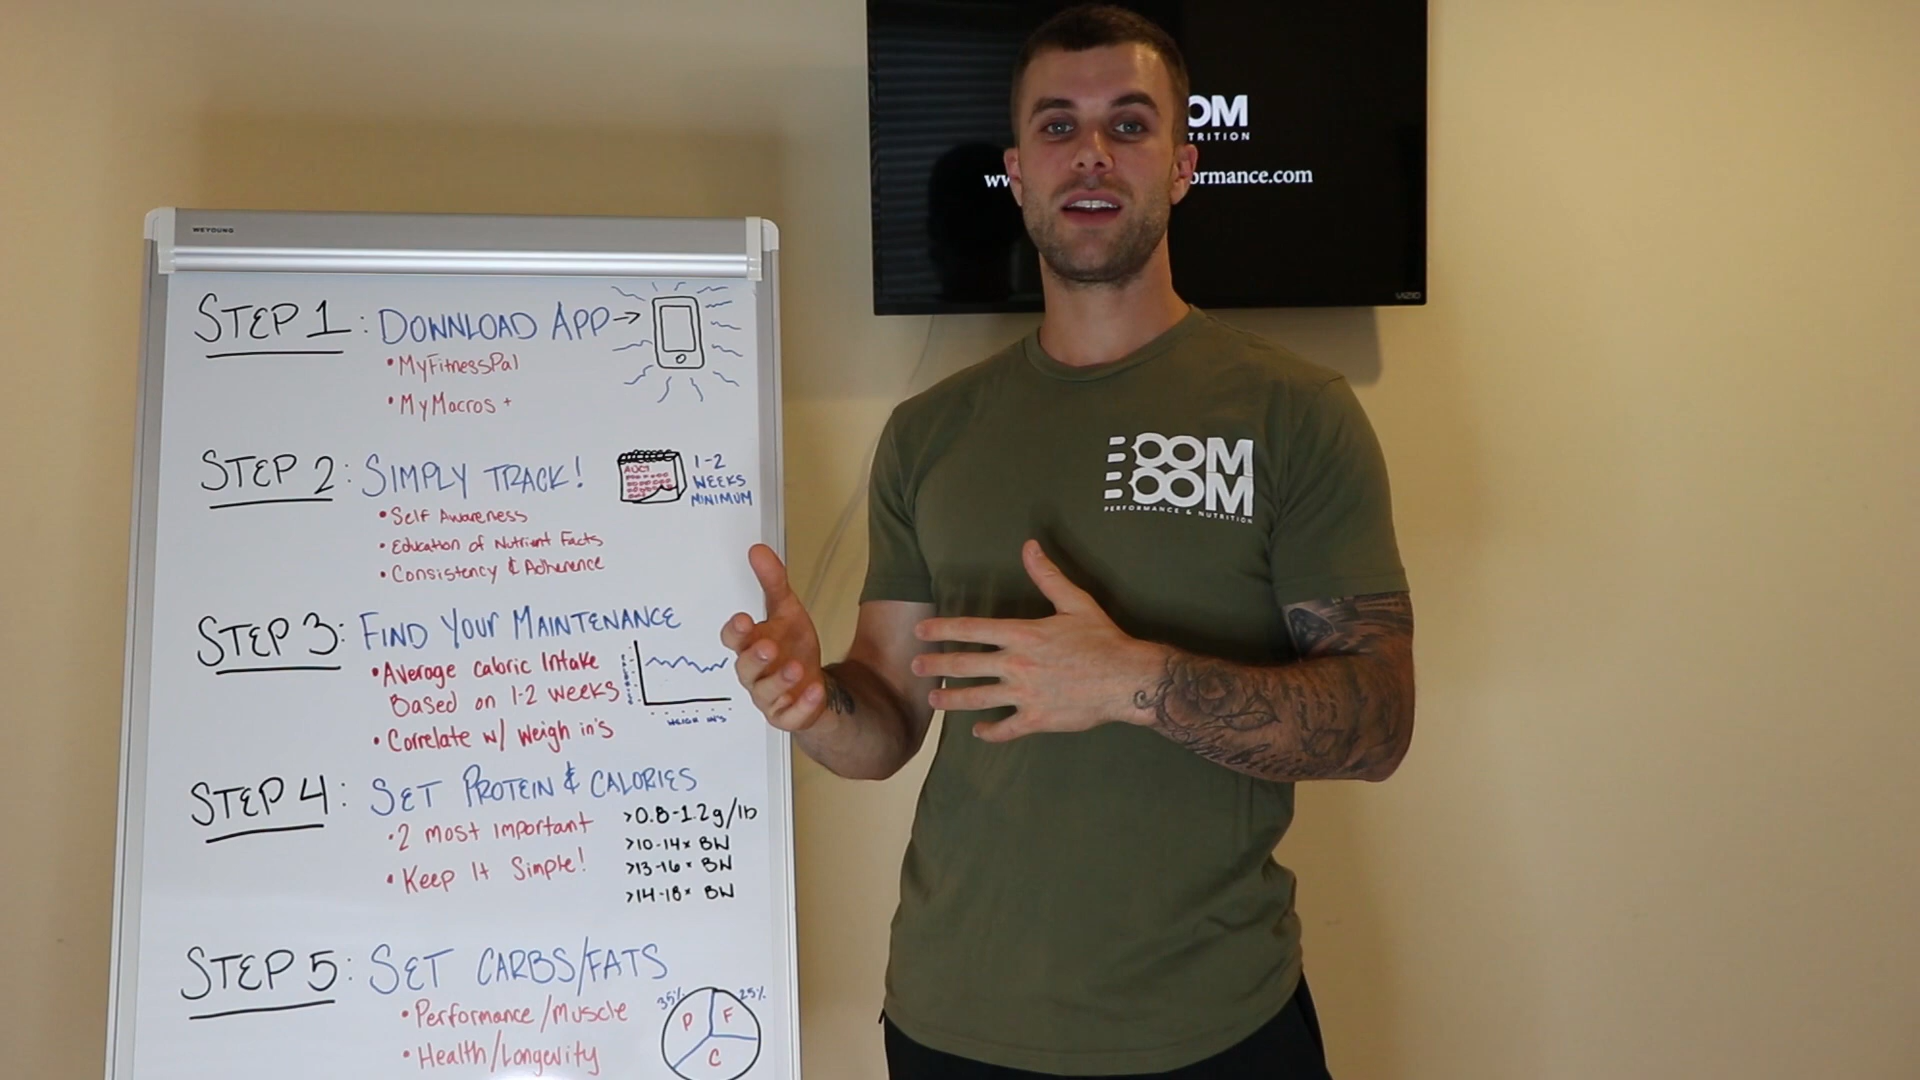 WEYOUNG
STEP 1: DOWNLOAD APP →
• MyFitnessPal
• MyMacros +
STEP 2: SIMPLY TRACK!
1-2
WEEKS
MINIMUM
• Self Awareness
• Education of Nutrient Facts
• Consistency & Adherence
STEP 3: FIND YOUR MAINTENANCE
• Average Caloric Intake
Based on 1-2 weeks
• Correlate w/ Weigh in's
WEIGH IN'S
STEP 4: SET PROTEIN & CALORIES
• 2 most important
• Keep It Simple!
>0.8-1.2g/lb
>10-14x BW
>13-16x BW
>14-18x BW
STEP 5: SET CARBS/FATS
• Performance/Muscle
• Health/Longevity
35%
25%
P
F
C
OM
TRITION
ormance.com
VIZIO
BOOM
BOOM
PERFORMANCE & NUTRITION